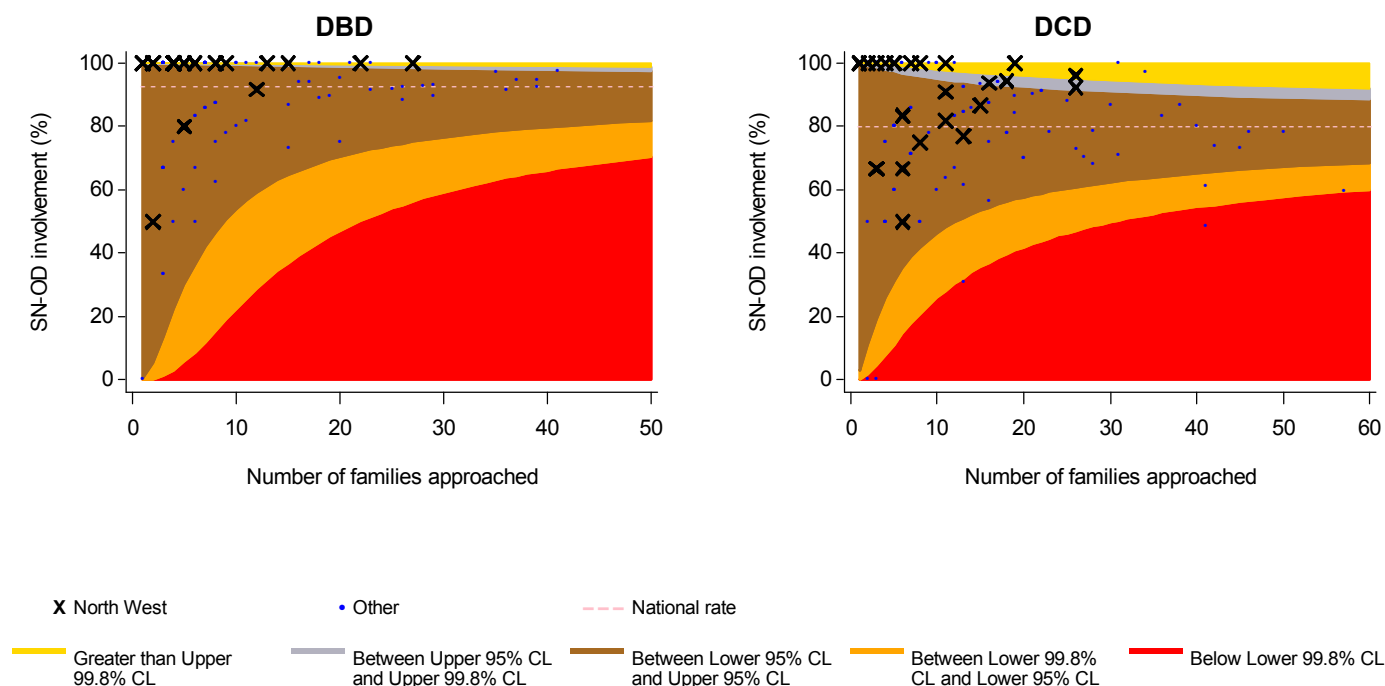 DBD
DCD
SN-OD involvement (%)
100
80
60
40
20
0
0 10 20 30 40 50
Number of families approached
SN-OD involvement (%)
100
80
60
40
20
0
0 10 20 30 40 50 60
Number of families approached
X North West
Other
National rate
Greater than Upper
99.8% CL
Between Upper 95% CL
and Upper 99.8% CL
Between Lower 95% CL
and Upper 95% CL
Between Lower 99.8%
CL and Lower 95% CL
Below Lower 99.8% CL